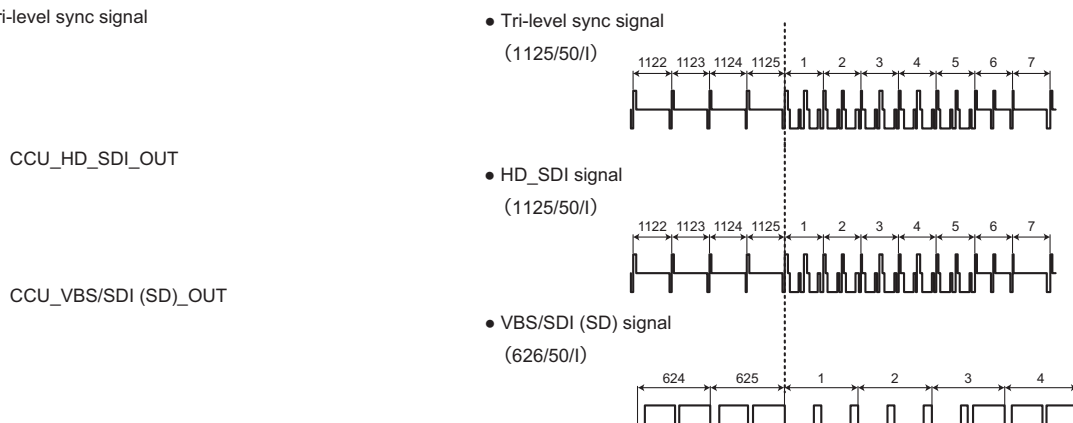 ri-level sync signal
CCU_HD_SDI_OUT
CCU_VBS/SDI (SD)_OUT
● Tri-level sync signal
（1125/50/I）
1122 1123 1124 1125 1 2 3 4 5 6 7
● HD_SDI signal
（1125/50/I）
1122 1123 1124 1125 1 2 3 4 5 6 7
● VBS/SDI (SD) signal
（626/50/I）
624 625 1 2 3 4